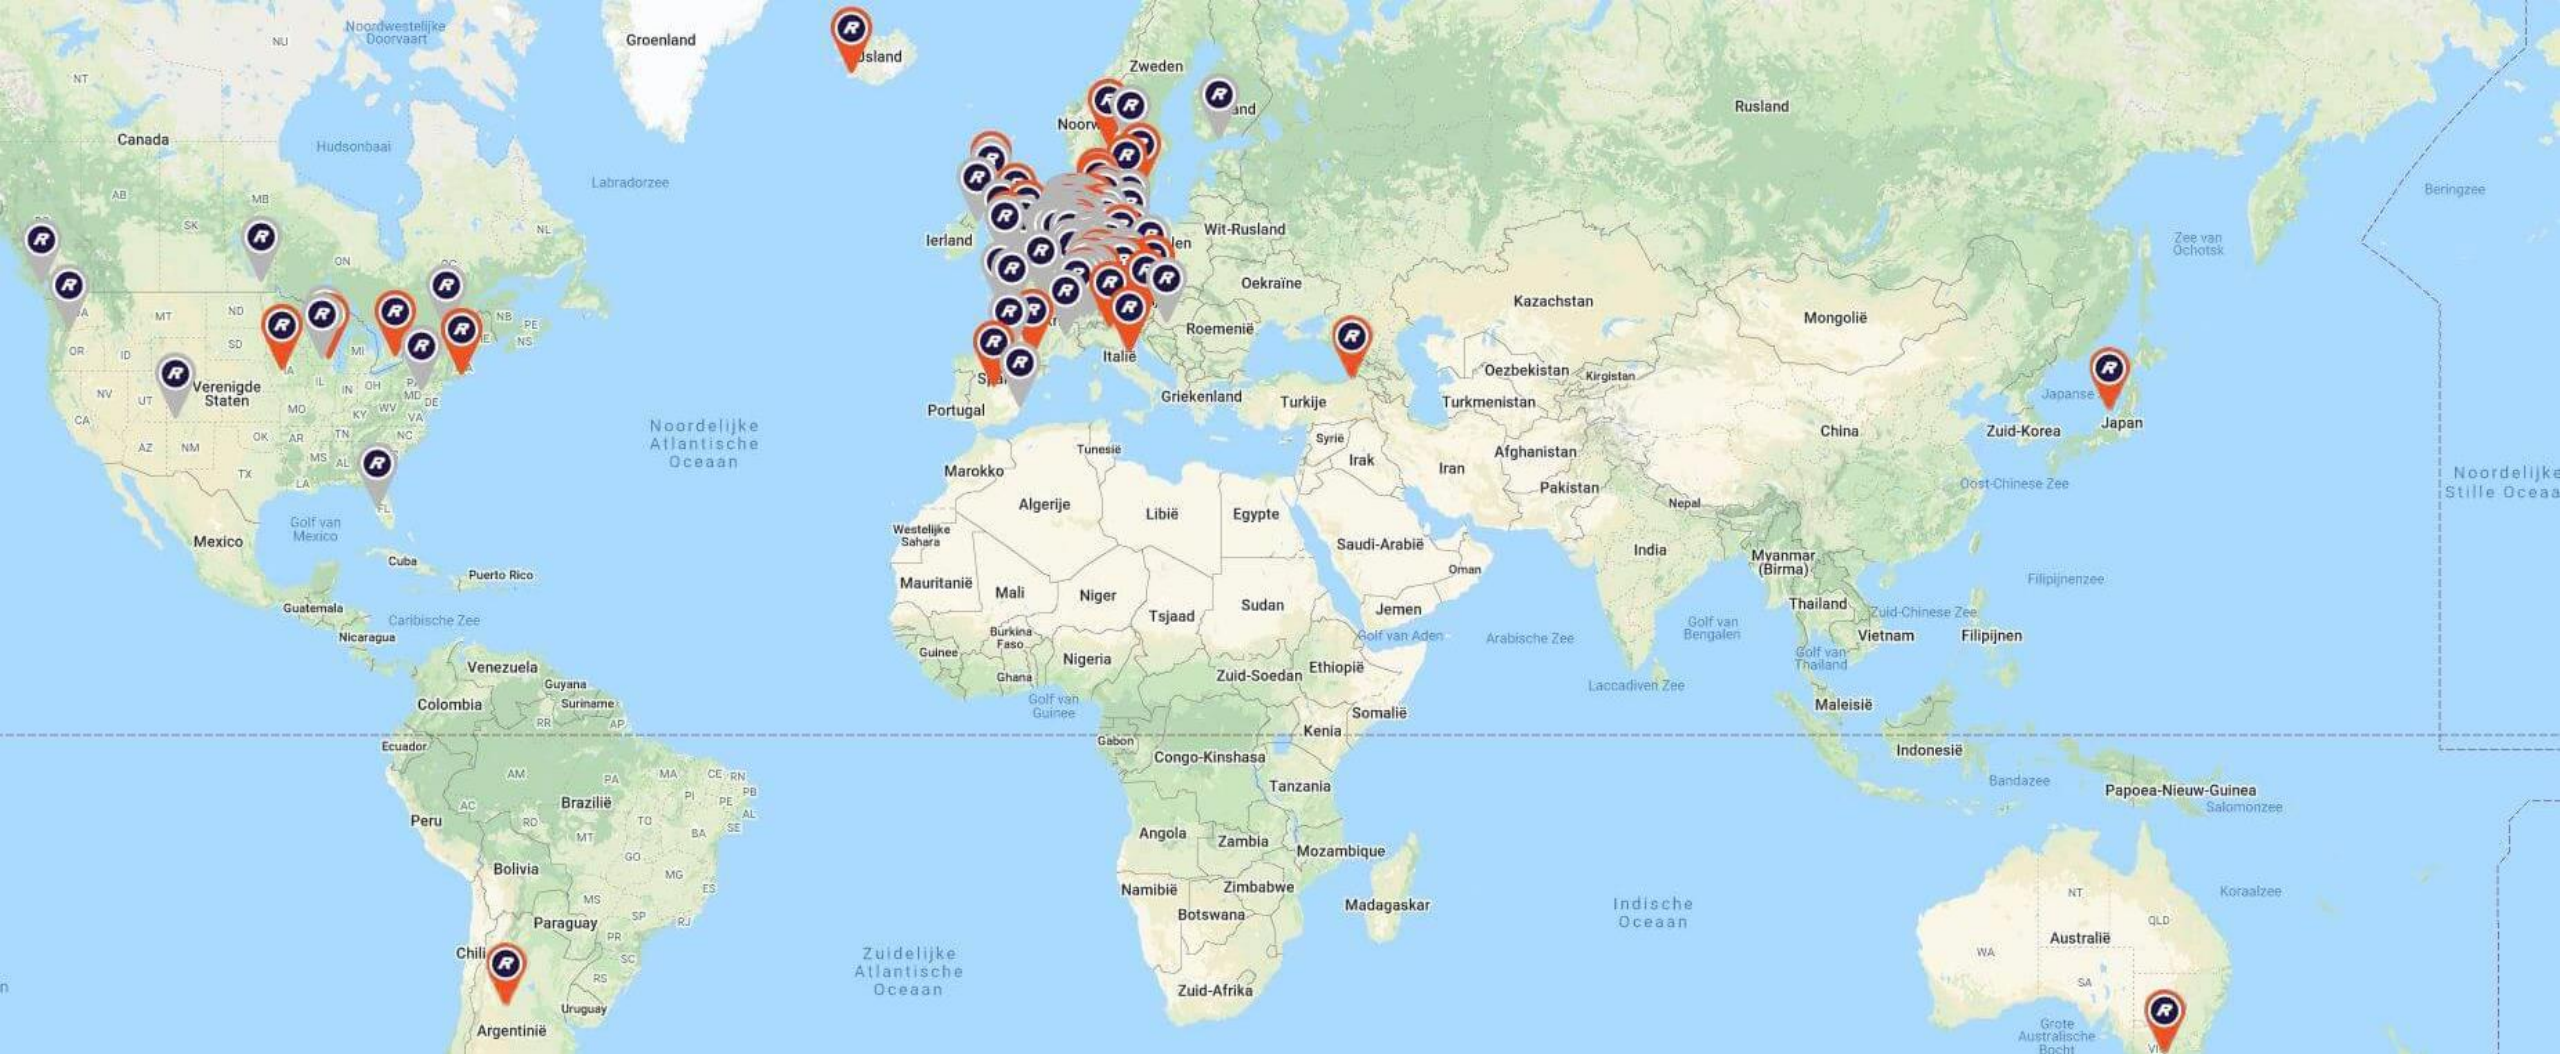 Noordwestelijke
Doorvaart
NU
Groenland
NT
Zweden
Rusland
Canada
Hudsonbaai
Labradorzee
Beringzee
AB
MB
SK
NL
ON
Ierland
Wit-Rusland
Zee van
Ochotsk
Oekraïne
Kazachstan
Mongolië
MT
ND
NB
PE
NS
OR
ID
SD
MI
Roemenië
Italië
Verenigde
Staten
NV
UT
IL
IN
OH
PA
MD
DE
MO
KY
WV
VA
CA
Oezbekistan
Kirgistan
Turkmenistan
Griekenland
Turkije
Portugal
Japanse
Japan
Zuid-Korea
China
Noordelijke
Atlantische
Oceaan
AZ
NM
OK
AR
TN
NC
MS
AL
TX
LA
FL
Tunesië
Syrië
Marokko
Irak
Iran
Afghanistan
Pakistan
Nepal
Oost-Chinese Zee
Noordelijke
Stille Oceaa
Algerije
Libië
Egypte
Westelijke
Sahara
Golf van
Mexico
Mexico
Cuba
Puerto Rico
Saudi-Arabië
Oman
India
Myanmar
(Birma)
Filipijnenzee
Mauritanië
Mali
Niger
Tsjaad
Sudan
Jemen
Guatemala
Caribische Zee
Nicaragua
Thailand
Zuid-Chinese Zee
Burkina
Faso
Golf van Aden
Arabische Zee
Golf van
Bengalen
Vietnam
Filipijnen
Guinee
Nigeria
Ghana
Zuid-Soedan
Ethiopië
Golf van
Thailand
Venezuela
Guyana
Suriname
Colombia
Golf van
Guinee
Somalië
Laccadiven Zee
Maleisië
RR
AP
Ecuador
Gabon
Kenia
Congo-Kinshasa
Indonesië
Tanzania
Bandazee
Papoea-Nieuw-Guinea
Salomonzee
AM
PA
MA
CE
RN
PB
PI
PE
AL
SE
AC
Brazilië
Peru
RO
TO
MT
BA
Angola
Zambia
Mozambique
Bolivia
GO
MG
ES
Namibië
Zimbabwe
Botswana
Madagaskar
Indische
Oceaan
MS
SP
RJ
Paraguay
PR
SC
RS
Chili
Zuidelijke
Atlantische
Oceaan
Zuid-Afrika
Uruguay
Argentinië
NT
QLD
Koraalzee
Australië
WA
SA
Grote
Australische
Bocht